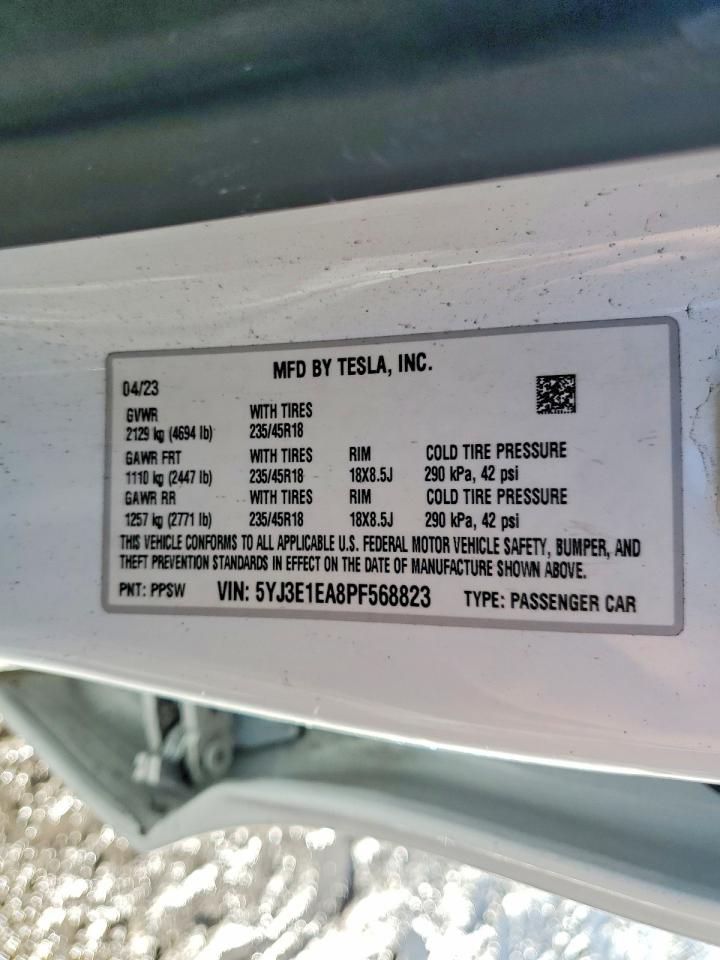 MFD BY TESLA, INC.
04/23
GVWR WITH TIRES
2129 kg (4694 lb) 235/45R18
GAWR FRT WITH TIRES RIM COLD TIRE PRESSURE
1110 kg (2447 lb) 235/45R18 18X8.5J 290 kPa, 42 psi
GAWR RR WITH TIRES RIM COLD TIRE PRESSURE
1257 kg (2771 lb) 235/45R18 18X8.5J 290 kPa, 42 psi
THIS VEHICLE CONFORMS TO ALL APPLICABLE U.S. FEDERAL MOTOR VEHICLE SAFETY, BUMPER, AND
THEFT PREVENTION STANDARDS IN EFFECT ON THE DATE OF MANUFACTURE SHOWN ABOVE.
PNT: PPSW VIN: 5YJ3E1EA8PF568823 TYPE: PASSENGER CAR